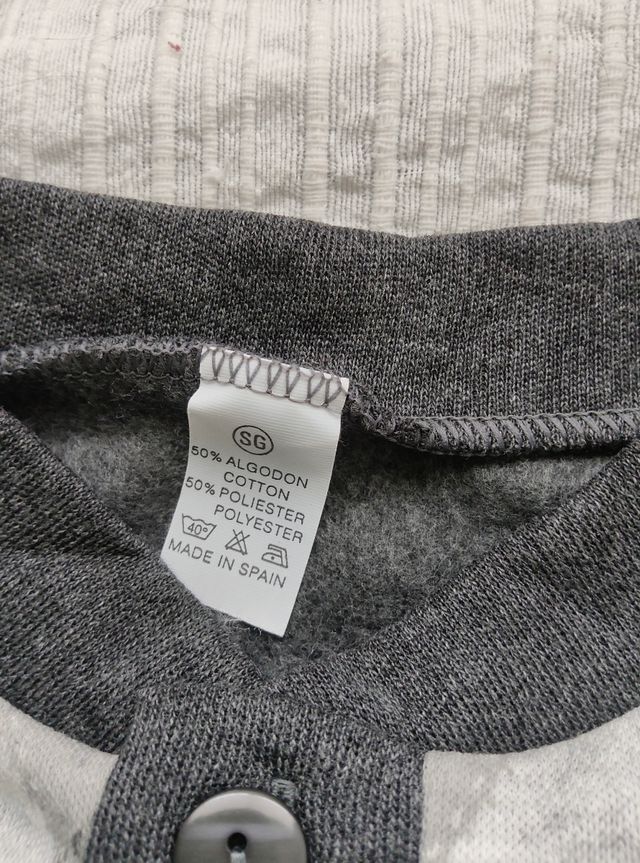 SG
50% ALGODON
COTTON
50% POLIESTER
POLYESTER
40°
MADE IN SPAIN